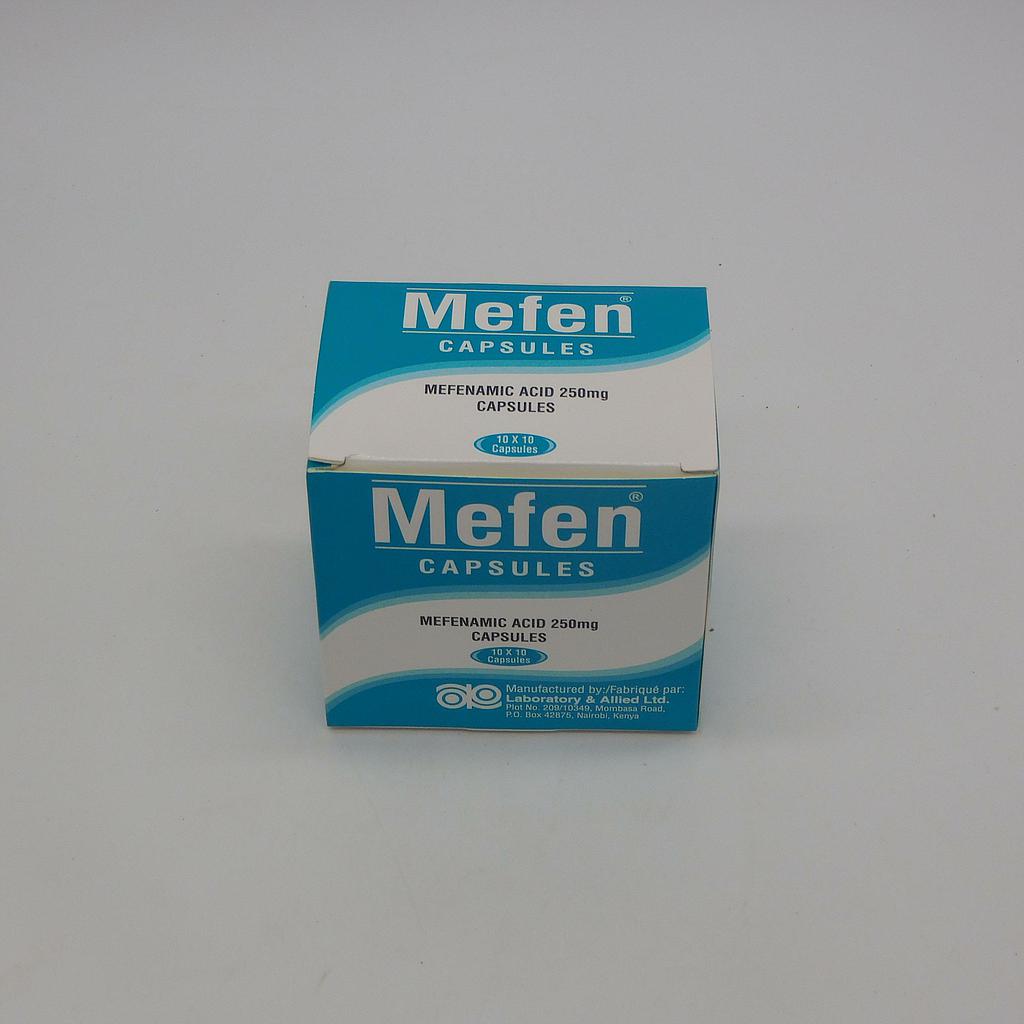 Mefen®
CAPSULES
MEFENAMIC ACID 250mg
CAPSULES
10 X 10
Capsules
Mefen®
CAPSULES
MEFENAMIC ACID 250mg
CAPSULES
10 X 10
Capsules
Manufactured by:/Fabriqué par:
Laboratory & Allied Ltd.
Plot No. 209/10349, Mombasa Road,
P.O. Box 42875, Nairobi, Kenya